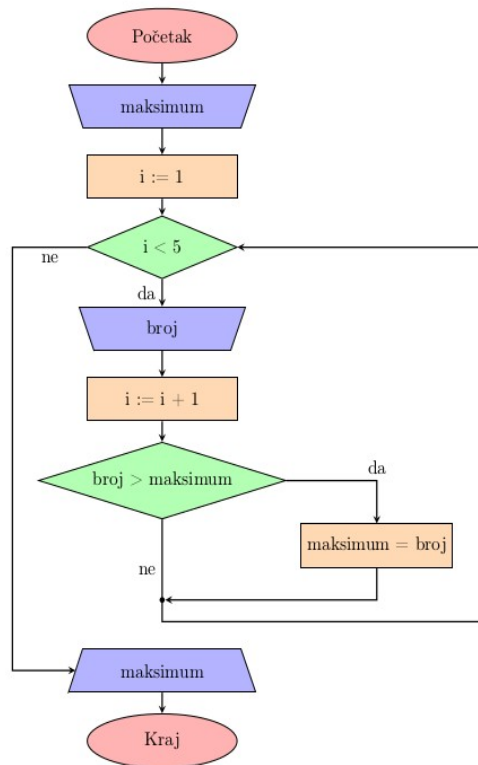 Početak
maksimum
i := 1
i < 5
ne
da
broj
i := i + 1
broj > maksimum
da
maksimum = broj
ne
maksimum
Kraj